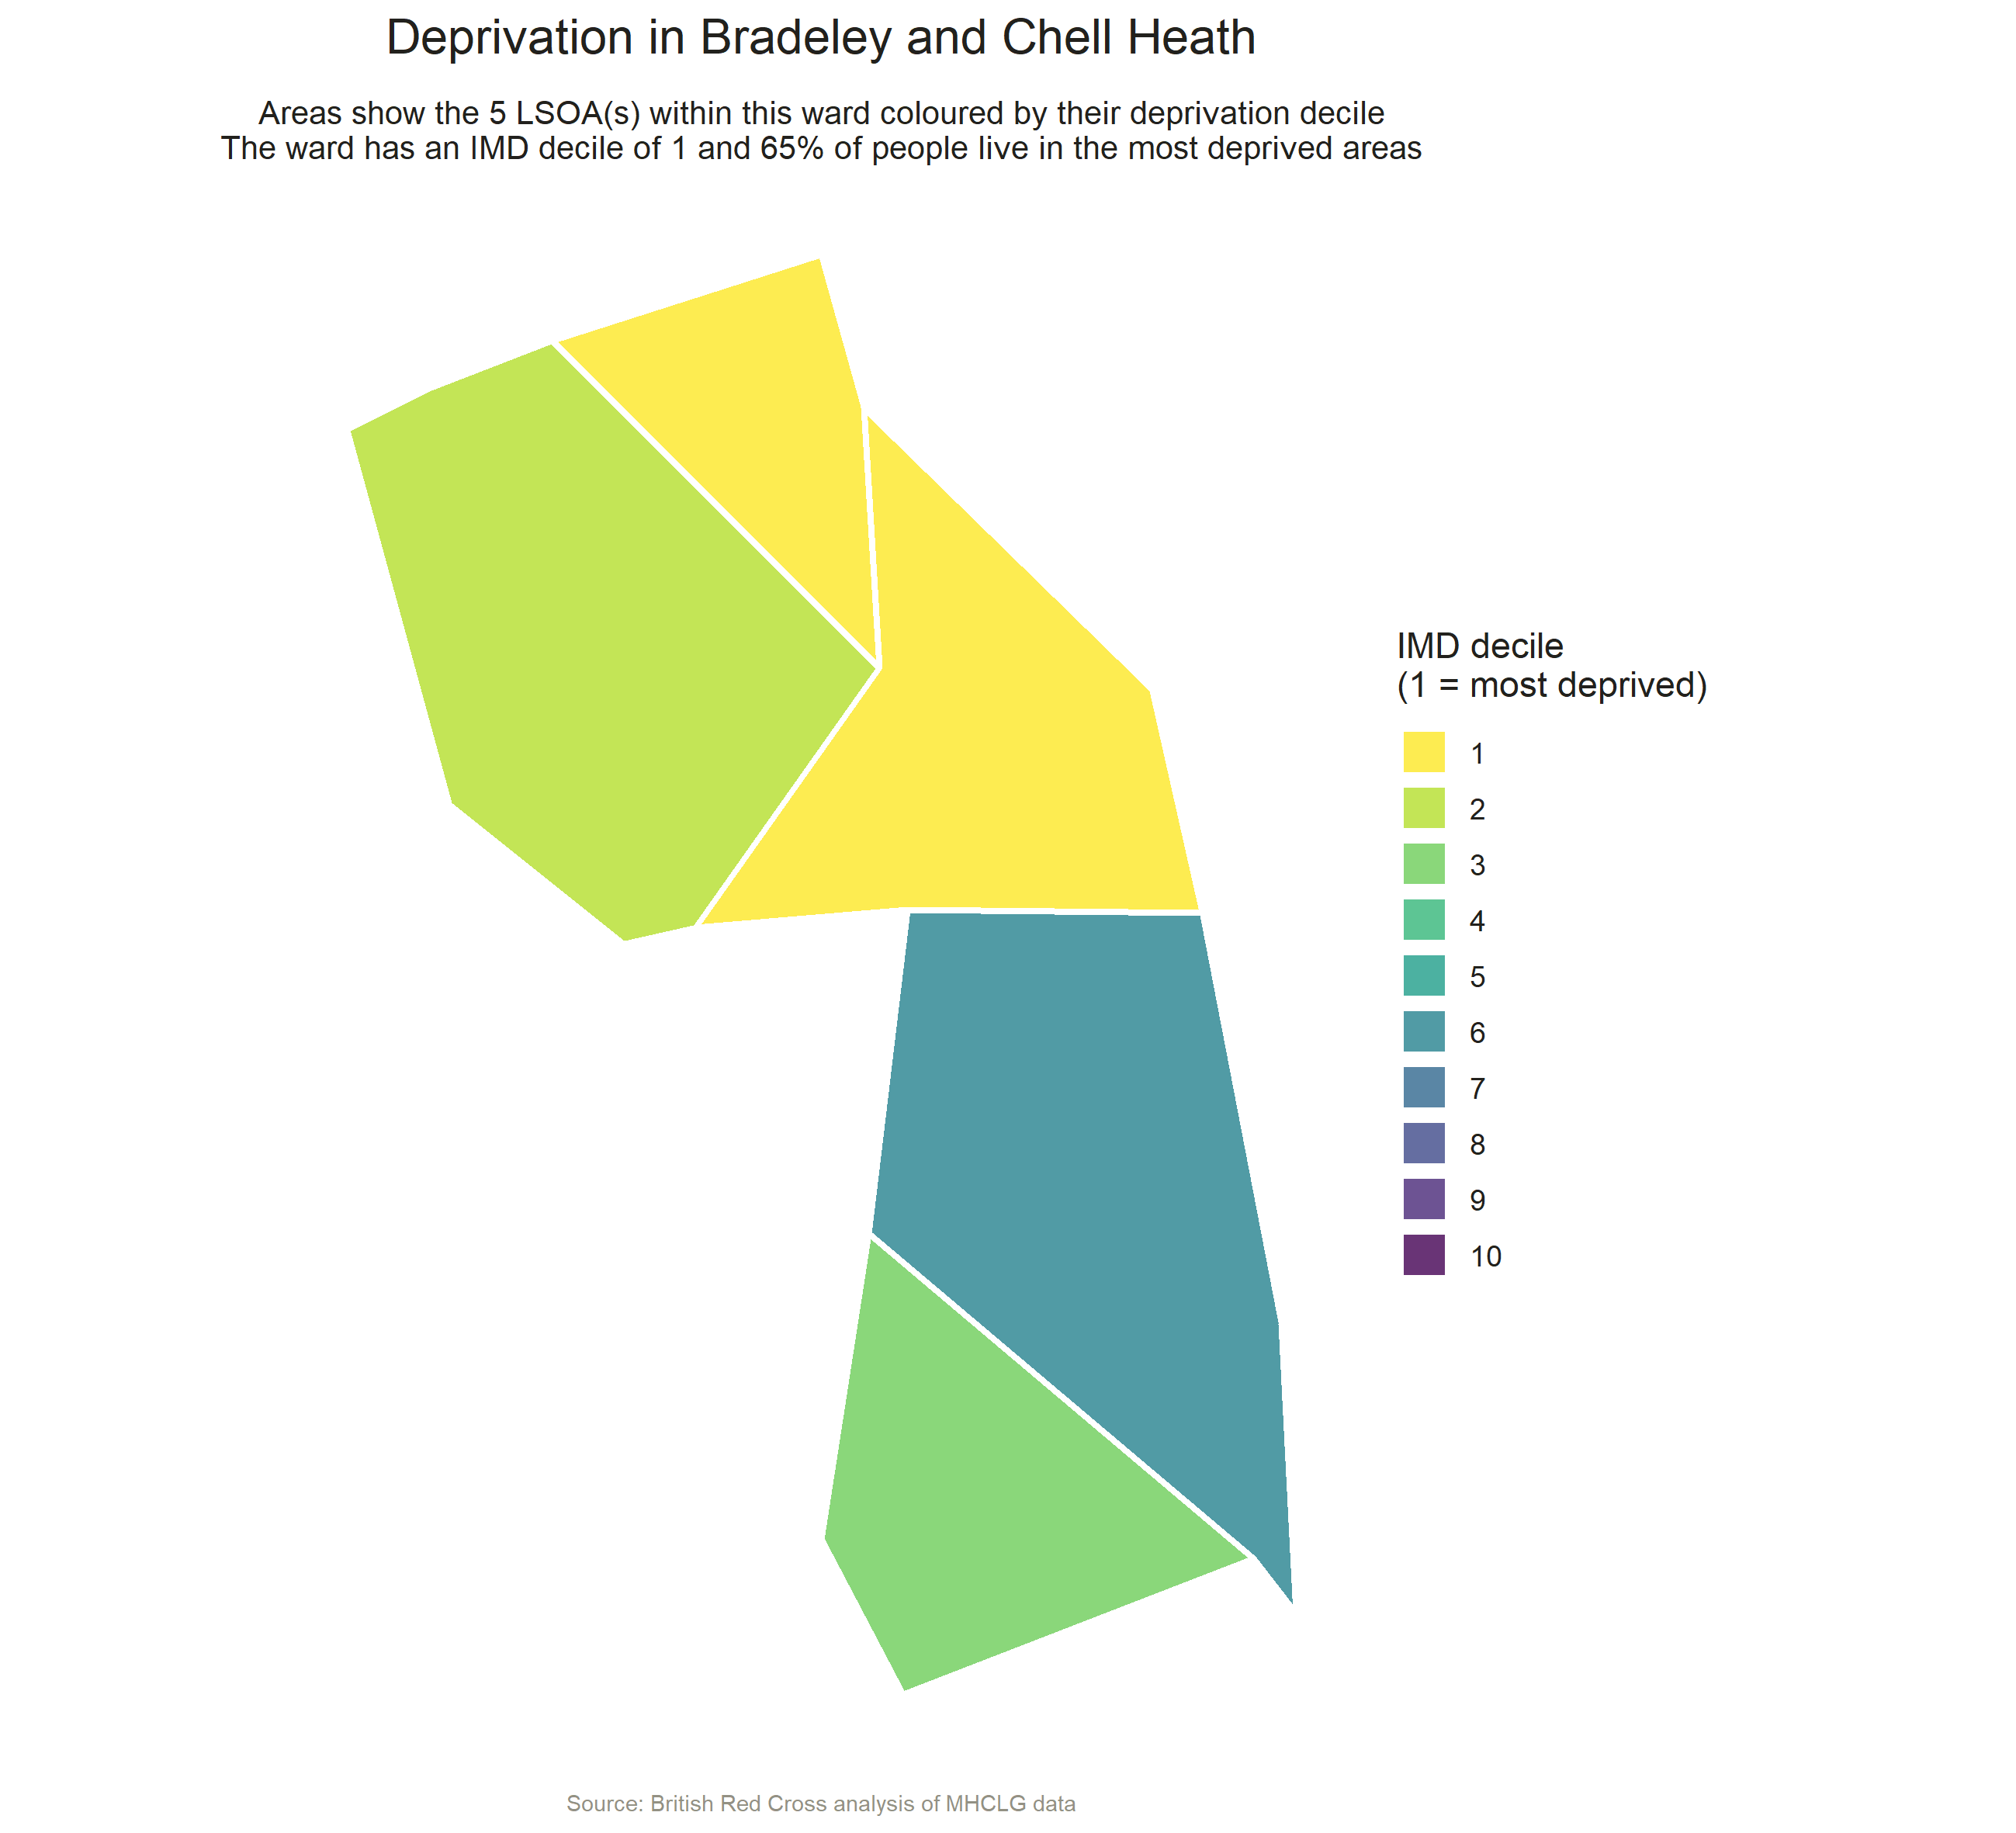 Deprivation in Bradeley and Chell Heath
Areas show the 5 LSOA(s) within this ward coloured by their deprivation decile
The ward has an IMD decile of 1 and 65% of people live in the most deprived areas
IMD decile
(1 = most deprived)
1
2
3
4
5
6
7
8
9
10
Source: British Red Cross analysis of MHCLG data